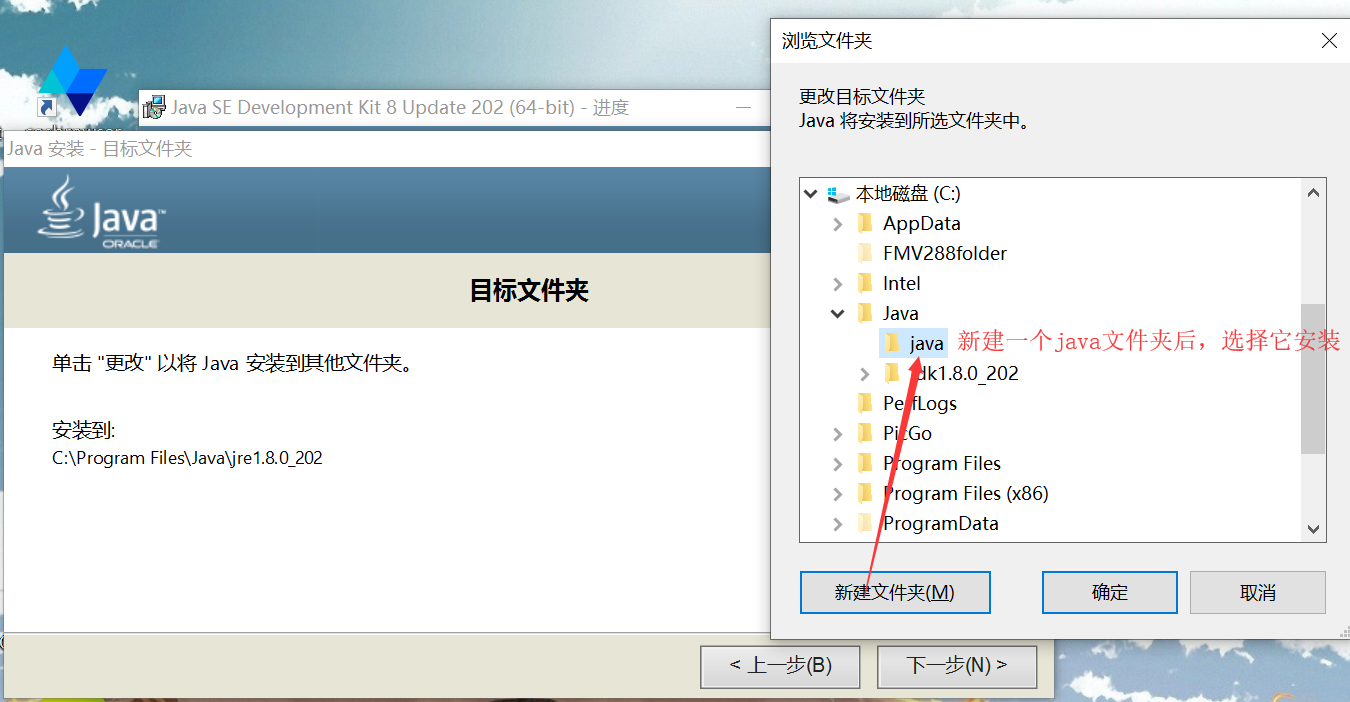 浏览文件夹
更改目标文件夹
Java 将安装到所选文件夹中。
本地磁盘 (C:)
AppData
FMV288folder
Intel
Java
java 新建一个java文件夹后，选择它安装
jdk1.8.0_202
PerfLogs
PicGo
Program Files
Program Files (x86)
ProgramData
新建文件夹(M)
确定
取消
Java SE Development Kit 8 Update 202 (64-bit) - 进度
Java 安装 - 目标文件夹
Java™
ORACLE
目标文件夹
单击 "更改" 以将 Java 安装到其他文件夹。
安装到:
C:\Program Files\Java\jre1.8.0_202
< 上一步(B)
下一步(N) >